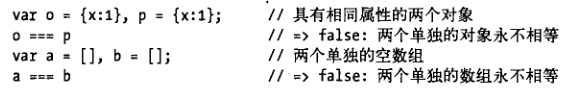 var o = {x:1}, p = {x:1}; // 具有相同属性的两个对象
o === p // => false: 两个单独的对象永不相等
var a = [], b = []; // 两个单独的空数组
a === b // => false: 两个单独的数组永不相等